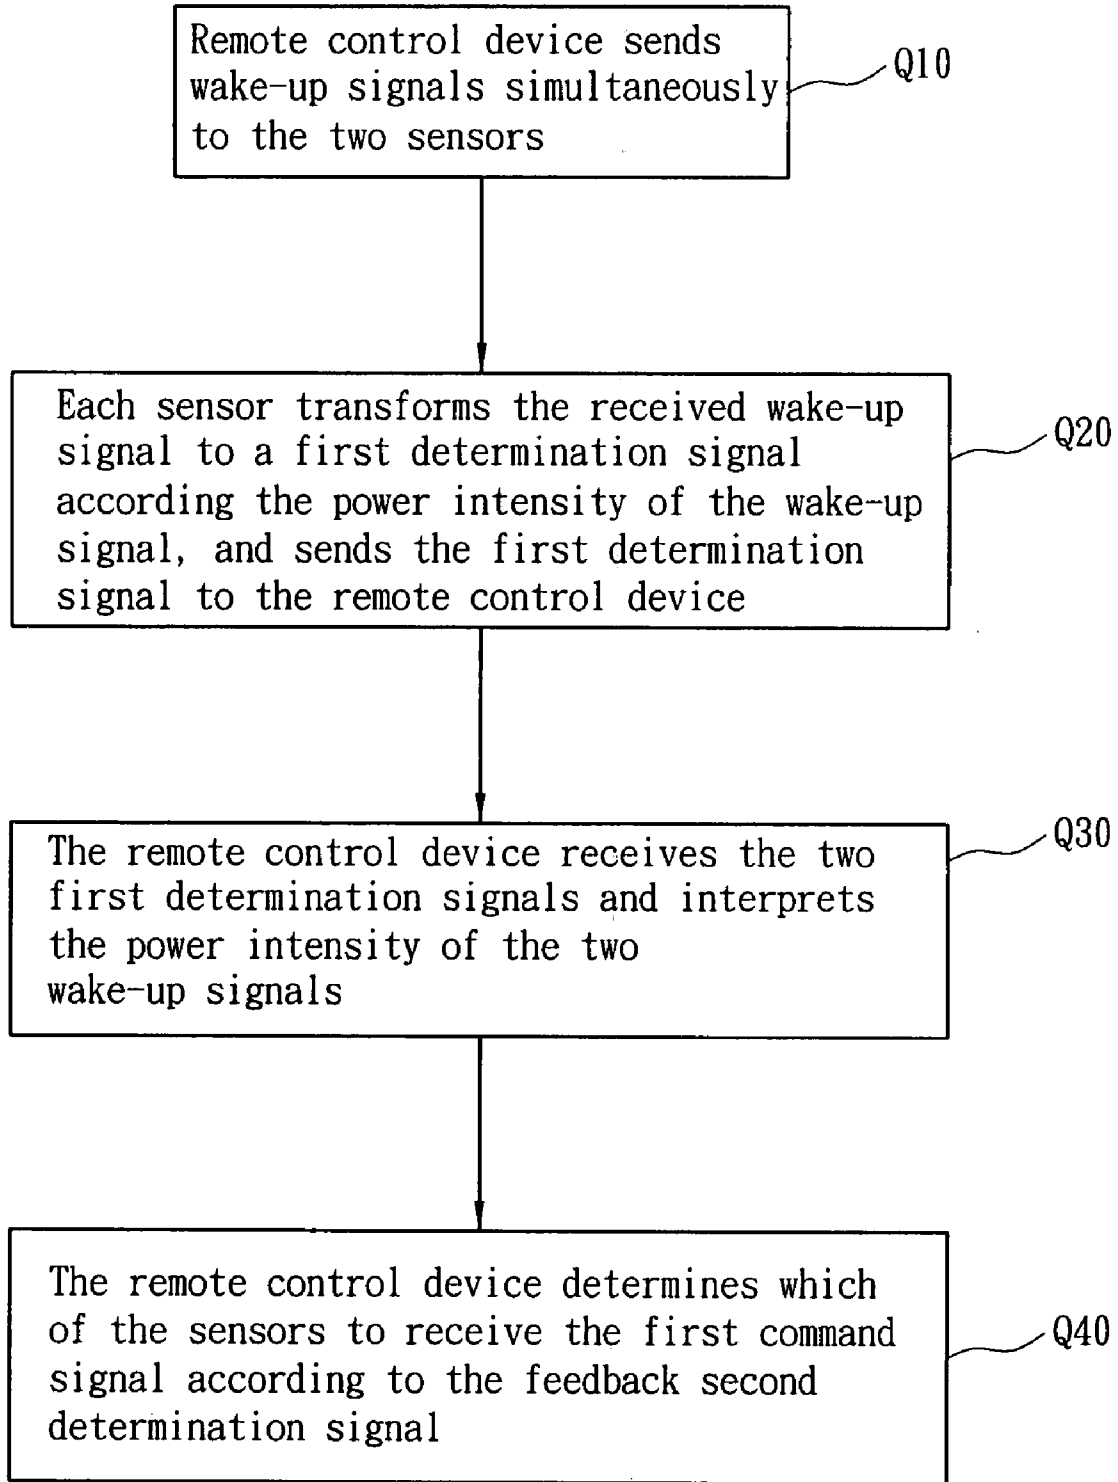 Remote control device sends
wake-up signals simultaneously
to the two sensors
Q10
Each sensor transforms the received wake-up
signal to a first determination signal
according the power intensity of the wake-up
signal, and sends the first determination
signal to the remote control device
Q20
The remote control device receives the two
first determination signals and interprets
the power intensity of the two
wake-up signals
Q30
The remote control device determines which
of the sensors to receive the first command
signal according to the feedback second
determination signal
Q40